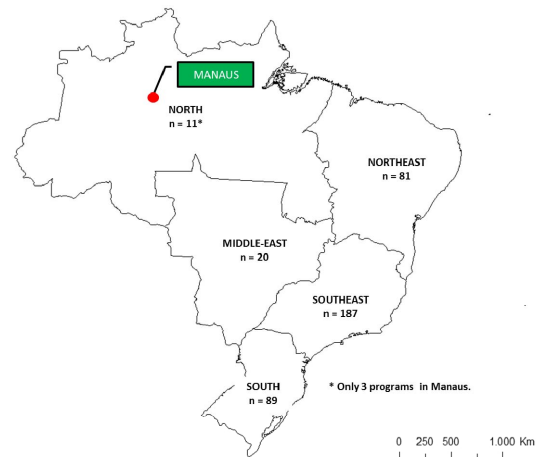 MANAUS
NORTH
n = 11*
NORTHEAST
n = 81
MIDDLE-EAST
n = 20
SOUTHEAST
n = 187
SOUTH
n = 89
* Only 3 programs in Manaus.
0 250 500 1.000 Km